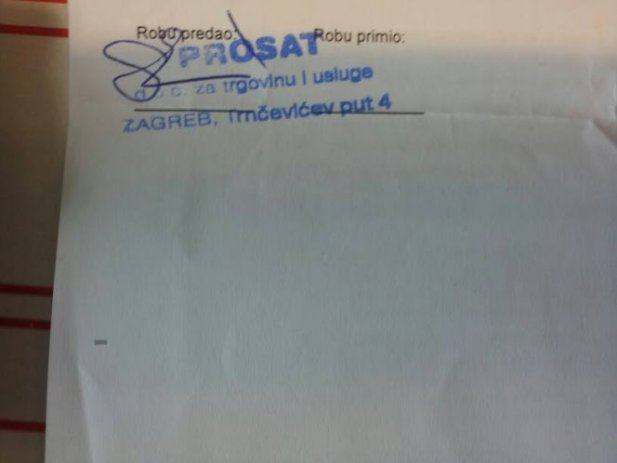 Robu predao: Robu primio:
PROSAT
d.o.o. za trgovinu i usluge
ZAGREB, Trnčevićev put 4